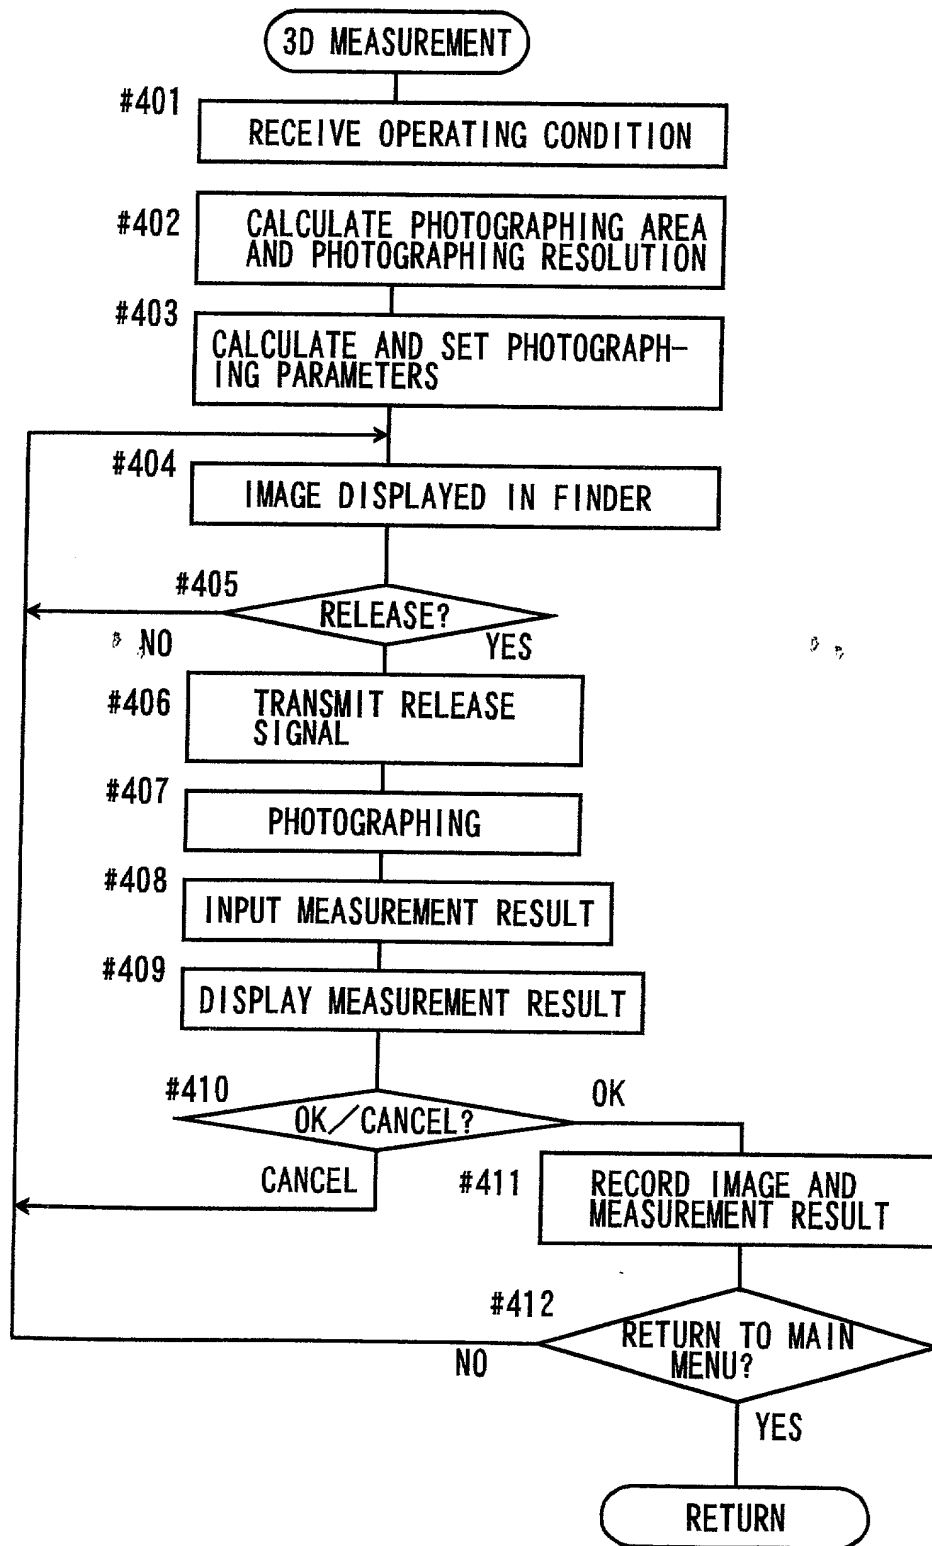 3D MEASUREMENT
#401
RECEIVE OPERATING CONDITION
#402
CALCULATE PHOTOGRAPHING AREA
AND PHOTOGRAPHING RESOLUTION
#403
CALCULATE AND SET PHOTOGRAPH-
ING PARAMETERS
#404
IMAGE DISPLAYED IN FINDER
#405
RELEASE?
NO
YES
#406
TRANSMIT RELEASE
SIGNAL
#407
PHOTOGRAPHING
#408
INPUT MEASUREMENT RESULT
#409
DISPLAY MEASUREMENT RESULT
#410
OK/CANCEL?
OK
CANCEL
#411
RECORD IMAGE AND
MEASUREMENT RESULT
#412
RETURN TO MAIN
MENU?
NO
YES
RETURN